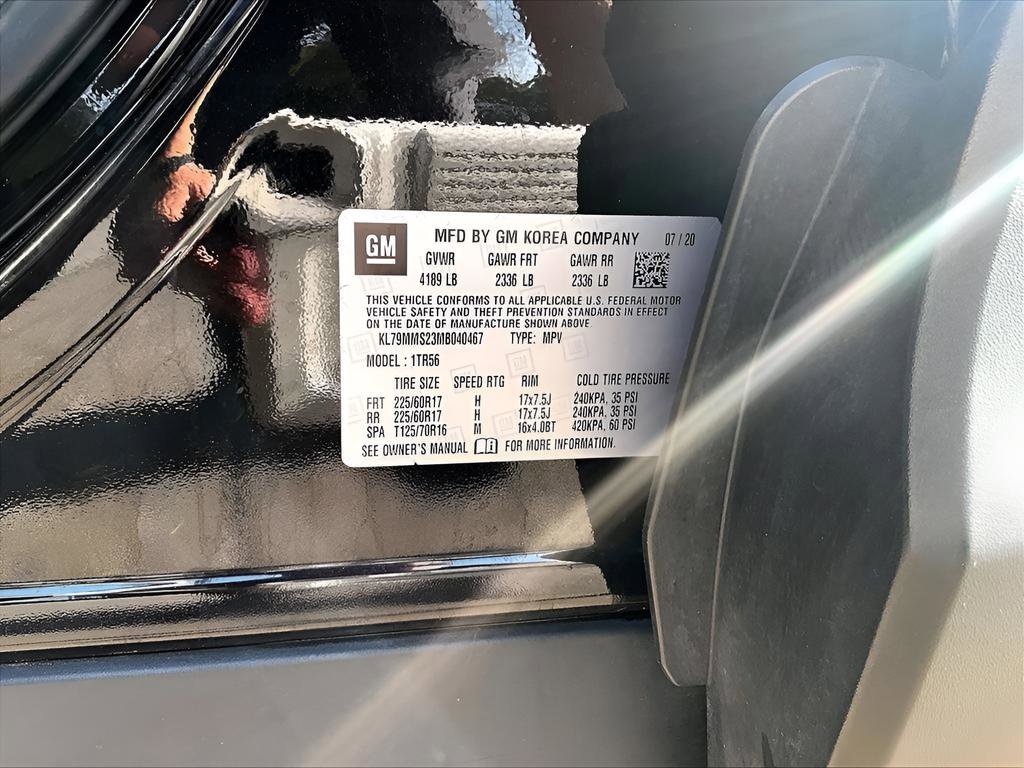 GM MFD BY GM KOREA COMPANY 07/20
GVWR GAWR FRT GAWR RR
4189 LB 2336 LB 2336 LB
THIS VEHICLE CONFORMS TO ALL APPLICABLE U.S. FEDERAL MOTOR
VEHICLE SAFETY AND THEFT PREVENTION STANDARDS IN EFFECT
ON THE DATE OF MANUFACTURE SHOWN ABOVE.
KL79MMS23MB040467 TYPE: MPV
MODEL: 1TR56
TIRE SIZE SPEED RTG RIM COLD TIRE PRESSURE
FRT 225/60R17 H 17x7.5J 240KPA, 35 PSI
RR 225/60R17 H 17x7.5J 240KPA, 35 PSI
SPA T125/70R16 M 16x4.0BT 420KPA, 60 PSI
SEE OWNER'S MANUAL FOR MORE INFORMATION.